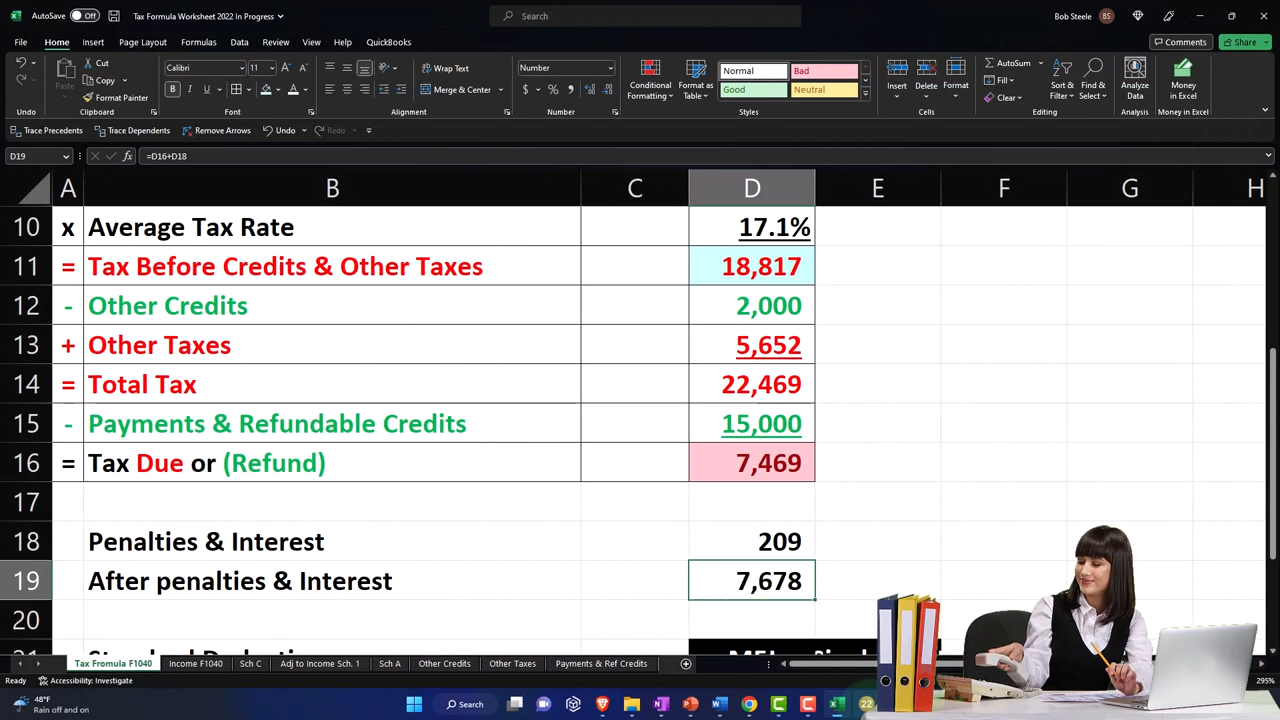 AutoSave Off Tax Formula Worksheet 2022 In Progress Search Bob Steele BS
File Home Insert Page Layout Formulas Data Review View Help QuickBooks Comments Share
Cut Calibri 11 Wrap Text Number Normal Bad AutoSum
Paste Copy Conditional Formatting Format as Table Good Neutral Insert Delete Format Fill Sort & Filter Find & Select Analyze Data Money in Excel
Format Painter B I U Merge & Center $ % Clear
Undo Clipboard Font Alignment Number Styles Cells Editing Analysis Money in Excel
Trace Precedents Trace Dependents Remove Arrows Undo Redo
D19 fx =D16+D18
A B C D E F G H
10 x Average Tax Rate 17.1%
11 = Tax Before Credits & Other Taxes 18,817
12 - Other Credits 2,000
13 + Other Taxes 5,652
14 = Total Tax 22,469
15 - Payments & Refundable Credits 15,000
16 = Tax Due or (Refund) 7,469
17
18 Penalties & Interest 209
19 After penalties & Interest 7,678
20
Tax Fromula F1040 Income F1040 Sch C Adj to Income Sch. 1 Sch A Other Credits Other Taxes Payments & Ref Credits
Ready Accessibility: Investigate 295%
48°F
Rain off and on
Search
22